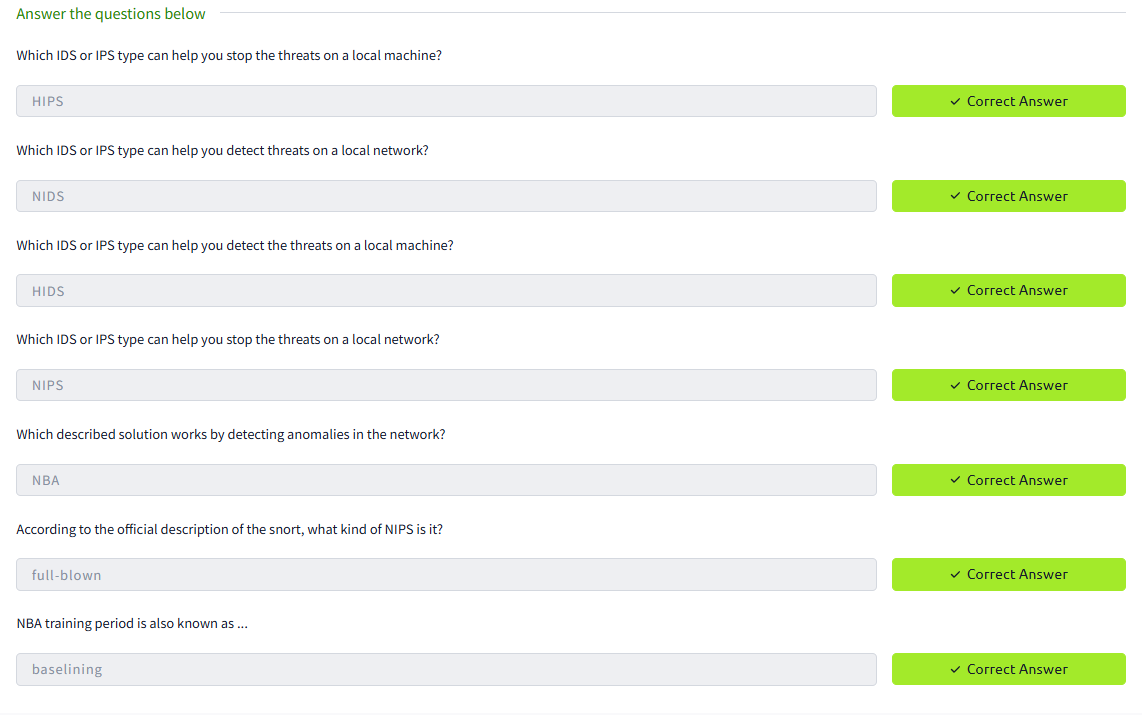 Answer the questions below
Which IDS or IPS type can help you stop the threats on a local machine?
HIPS
✓ Correct Answer
Which IDS or IPS type can help you detect threats on a local network?
NIDS
✓ Correct Answer
Which IDS or IPS type can help you detect the threats on a local machine?
HIDS
✓ Correct Answer
Which IDS or IPS type can help you stop the threats on a local network?
NIPS
✓ Correct Answer
Which described solution works by detecting anomalies in the network?
NBA
✓ Correct Answer
According to the official description of the snort, what kind of NIPS is it?
full-blown
✓ Correct Answer
NBA training period is also known as ...
baselining
✓ Correct Answer